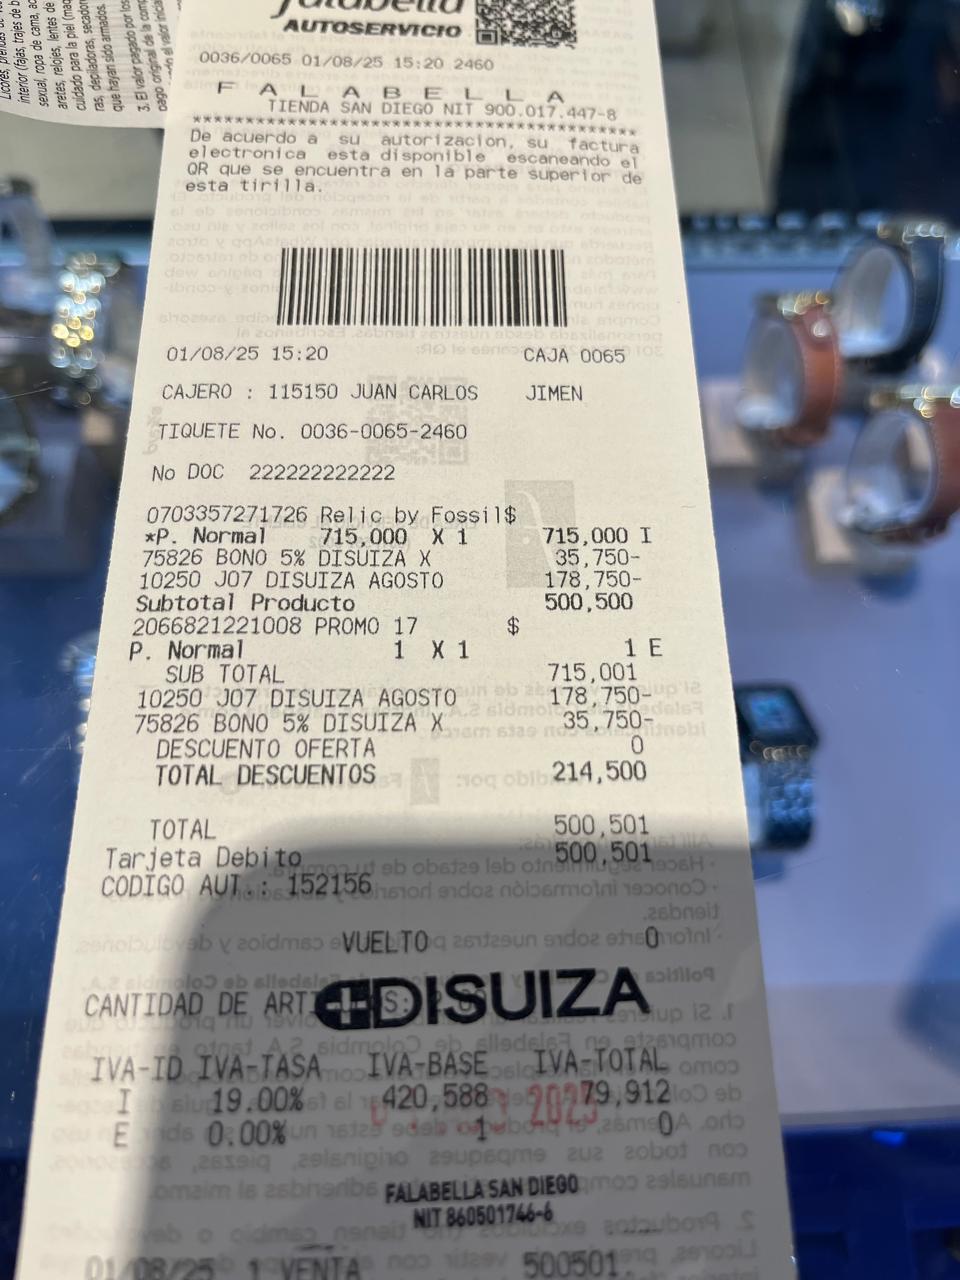 falabella
AUTOSERVICIO
0036/0065 01/08/25 15:20 2460
F A L A B E L L A
TIENDA SAN DIEGO NIT 900.017.447-8
****************************************
De acuerdo a su autorizacion, su factura
electronica esta disponible escaneando el
QR que se encuentra en la parte superior de
esta tirilla.
01/08/25 15:20 CAJA 0065
CAJERO : 115150 JUAN CARLOS JIMEN
TIQUETE No. 0036-0065-2460
No DOC 222222222222
0703357271726 Relic by Fossil$
*P. Normal 715,000 X 1 715,000 I
75826 BONO 5% DISUIZA X 35,750-
10250 J07 DISUIZA AGOSTO 178,750-
Subtotal Producto 500,500
2066821221008 PROMO 17 $
P. Normal 1 X 1 1 E
SUB TOTAL 715,001
10250 J07 DISUIZA AGOSTO 178,750-
75826 BONO 5% DISUIZA X 35,750-
DESCUENTO OFERTA 0
TOTAL DESCUENTOS 214,500
TOTAL 500,501
Tarjeta Debito 500,501
CODIGO AUT.: 152156
VUELTO 0
DISUIZA
CANTIDAD DE ART
IVA-ID IVA-TASA IVA-BASE IVA-TOTAL
I 19.00% 420,588 79,912
E 0.00% 1 0
2025
FALABELLA SAN DIEGO
NIT 860501746-6
01/08/25 1 VENTA 500501.